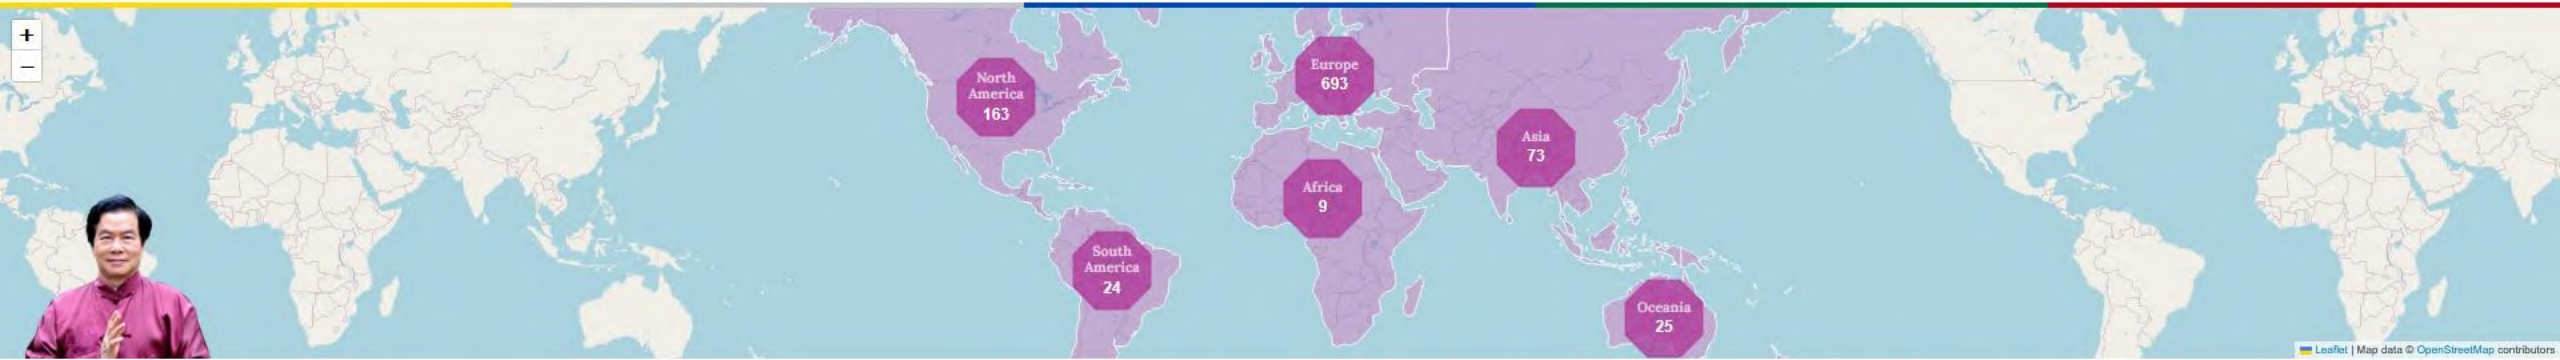 +
−
North
America
163
Europe
693
Asia
73
Africa
9
South
America
24
Oceania
25
Leaflet | Map data © OpenStreetMap contributors